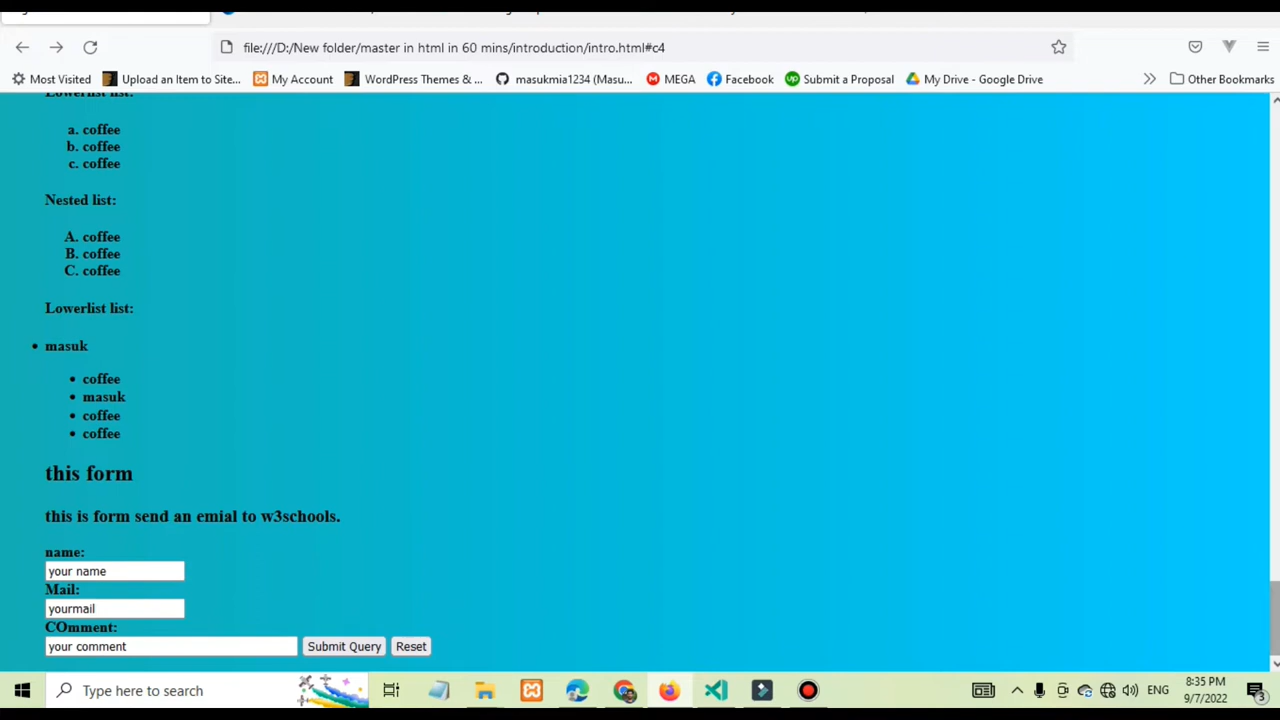 file:///D:/New folder/master in html in 60 mins/introduction/intro.html#c4
Most Visited Upload an Item to Site... My Account WordPress Themes & ... masukmia1234 (Masu... MEGA Facebook Submit a Proposal My Drive - Google Drive Other Bookmarks
Lowerlist list:
a. coffee
b. coffee
c. coffee
Nested list:
A. coffee
B. coffee
C. coffee
Lowerlist list:
• masuk
• coffee
• masuk
• coffee
• coffee
this form
this is form send an emial to w3schools.
name:
your name
Mail:
yourmail
COmment:
your comment Submit Query Reset
Type here to search
ENG
8:35 PM
9/7/2022
3